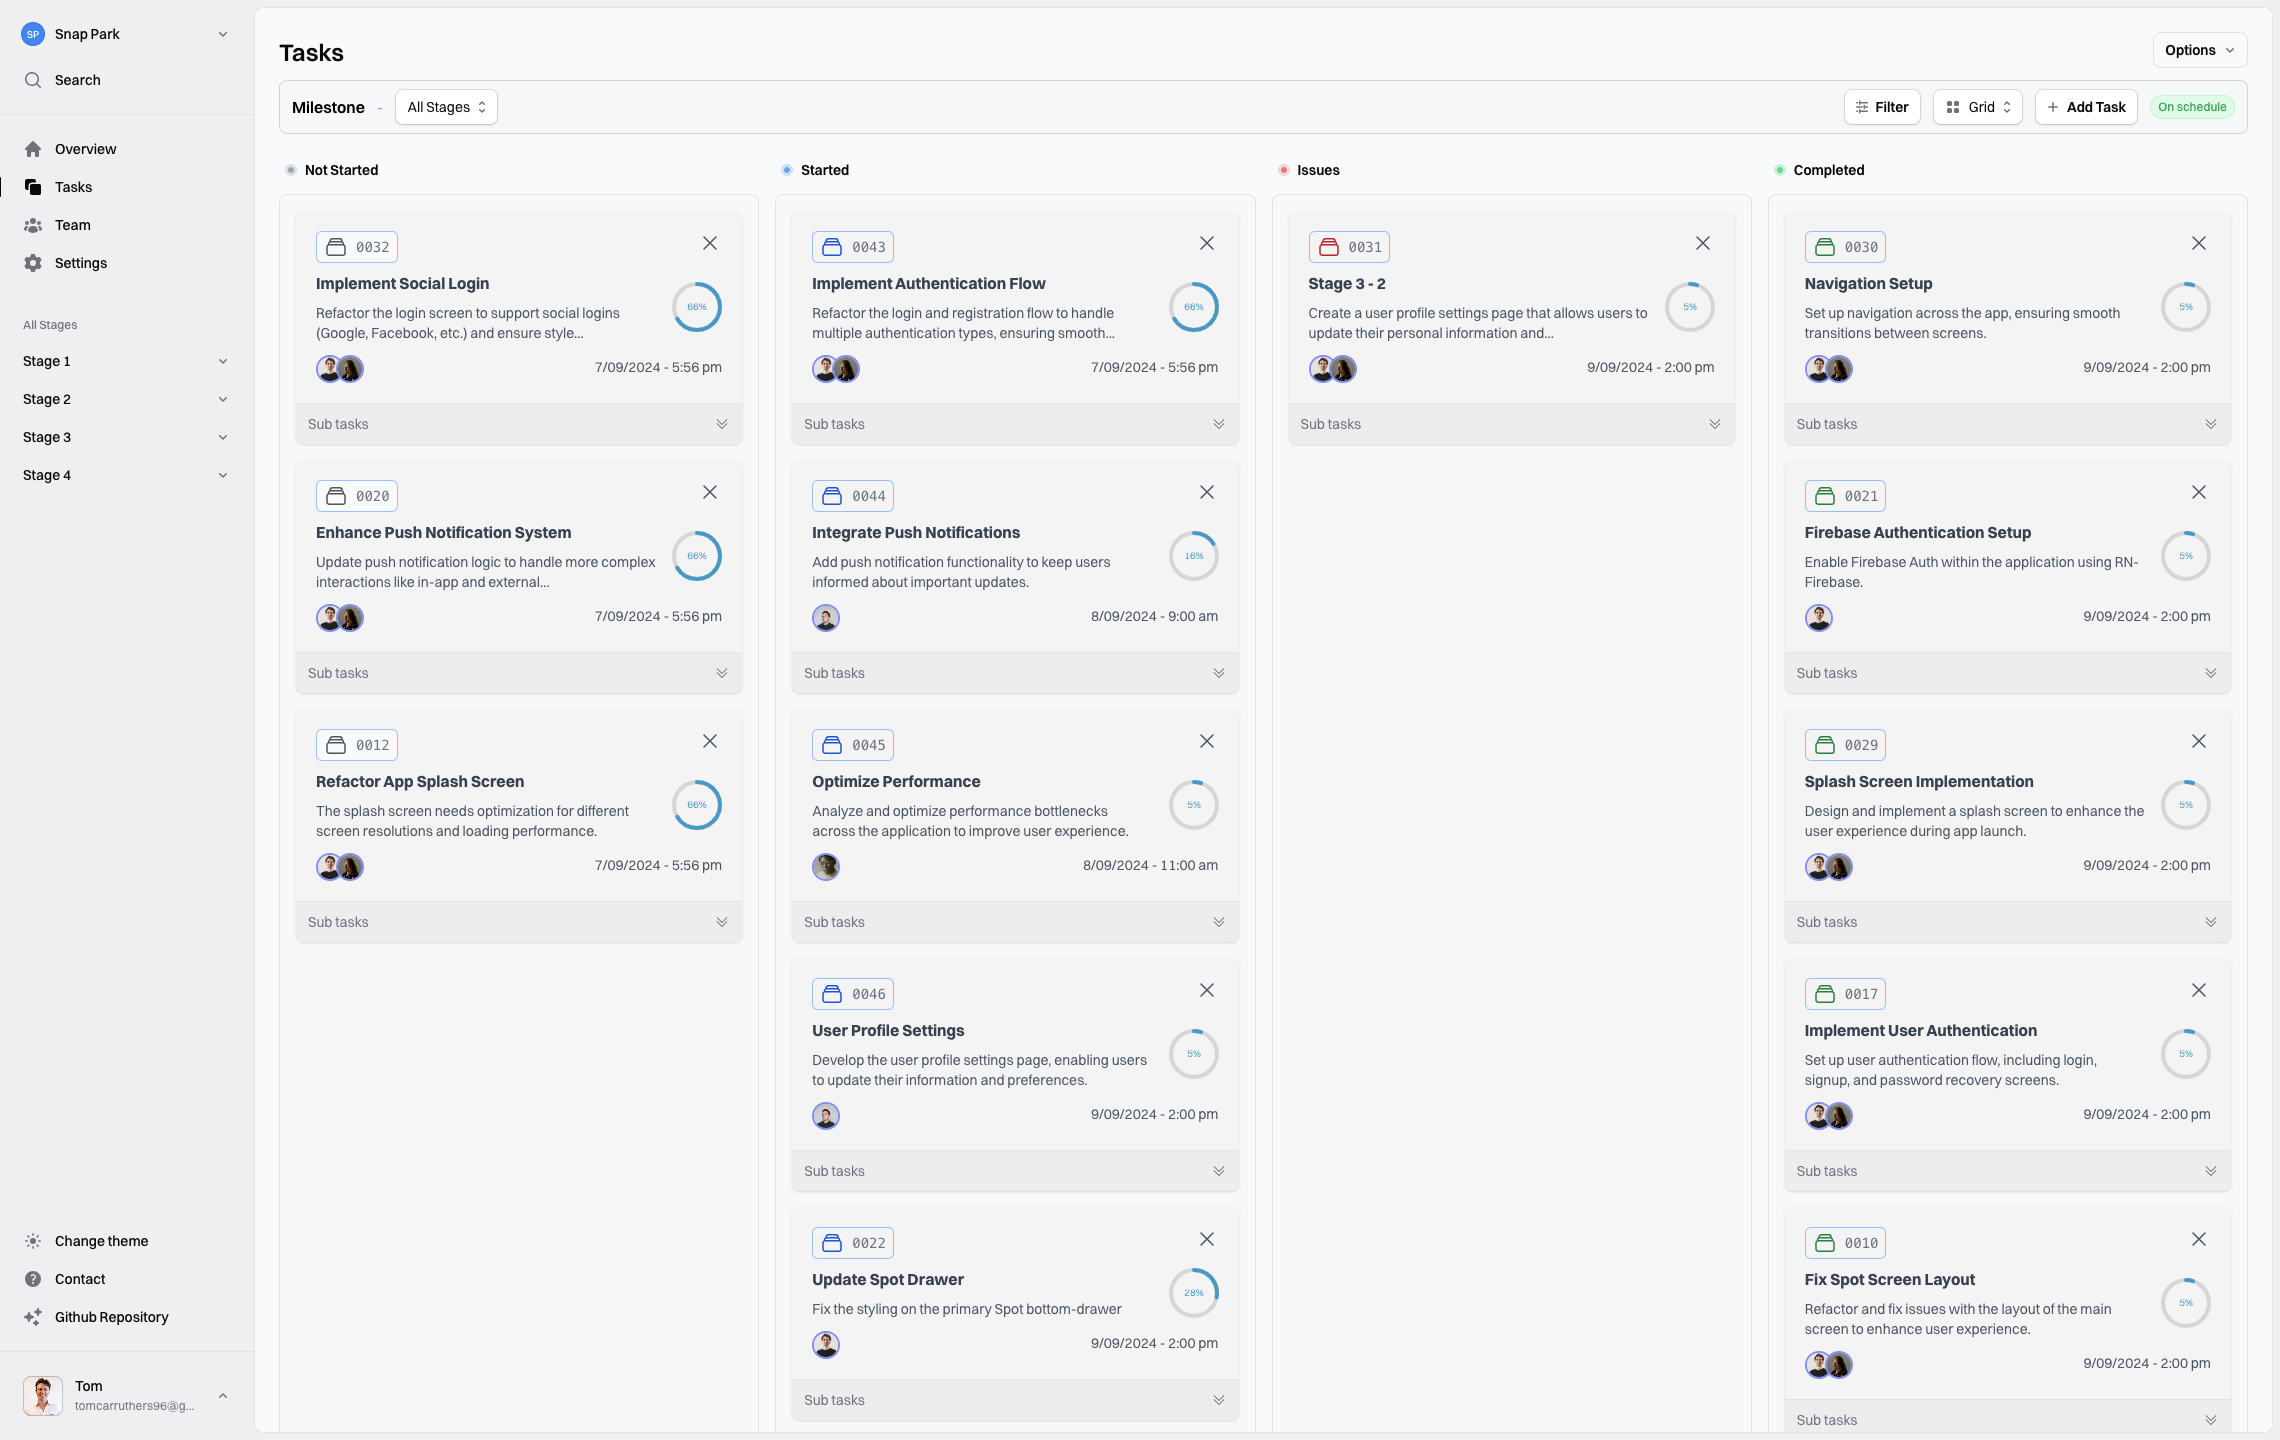 SP Snap Park
Search
Overview
Tasks
Team
Settings
All Stages
Stage 1
Stage 2
Stage 3
Stage 4
Change theme
Contact
Github Repository
Tom
tomcarruthers96@g...
Tasks
Options
Milestone - All Stages
Filter
Grid
Add Task
On schedule
Not Started
0032
Implement Social Login
Refactor the login screen to support social logins
(Google, Facebook, etc.) and ensure style...
66%
7/09/2024 - 5:56 pm
Sub tasks
0020
Enhance Push Notification System
Update push notification logic to handle more complex
interactions like in-app and external...
66%
7/09/2024 - 5:56 pm
Sub tasks
0012
Refactor App Splash Screen
The splash screen needs optimization for different
screen resolutions and loading performance.
66%
7/09/2024 - 5:56 pm
Sub tasks
Started
0043
Implement Authentication Flow
Refactor the login and registration flow to handle
multiple authentication types, ensuring smooth...
66%
7/09/2024 - 5:56 pm
Sub tasks
0044
Integrate Push Notifications
Add push notification functionality to keep users
informed about important updates.
16%
8/09/2024 - 9:00 am
Sub tasks
0045
Optimize Performance
Analyze and optimize performance bottlenecks
across the application to improve user experience.
5%
8/09/2024 - 11:00 am
Sub tasks
0046
User Profile Settings
Develop the user profile settings page, enabling users
to update their information and preferences.
5%
9/09/2024 - 2:00 pm
Sub tasks
0022
Update Spot Drawer
Fix the styling on the primary Spot bottom-drawer
28%
9/09/2024 - 2:00 pm
Sub tasks
Issues
0031
Stage 3 - 2
Create a user profile settings page that allows users to
update their personal information and...
5%
9/09/2024 - 2:00 pm
Sub tasks
Completed
0030
Navigation Setup
Set up navigation across the app, ensuring smooth
transitions between screens.
5%
9/09/2024 - 2:00 pm
Sub tasks
0021
Firebase Authentication Setup
Enable Firebase Auth within the application using RN-
Firebase.
5%
9/09/2024 - 2:00 pm
Sub tasks
0029
Splash Screen Implementation
Design and implement a splash screen to enhance the
user experience during app launch.
5%
9/09/2024 - 2:00 pm
Sub tasks
0017
Implement User Authentication
Set up user authentication flow, including login,
signup, and password recovery screens.
5%
9/09/2024 - 2:00 pm
Sub tasks
0010
Fix Spot Screen Layout
Refactor and fix issues with the layout of the main
screen to enhance user experience.
5%
9/09/2024 - 2:00 pm
Sub tasks